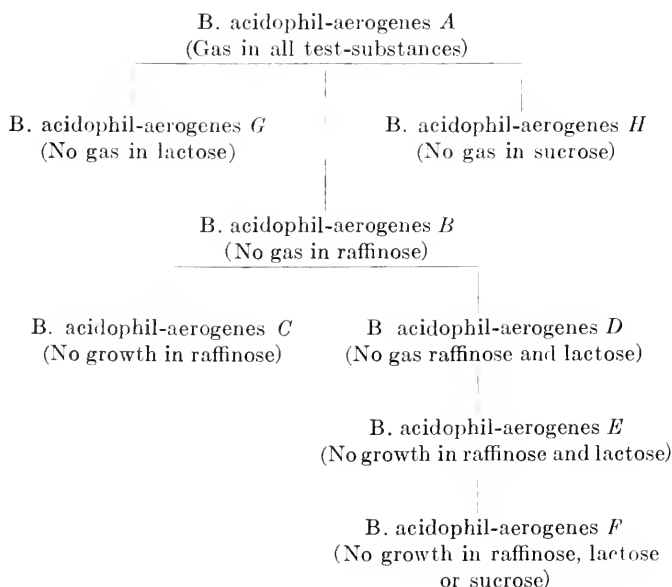 B. acidophil-aerogenes A
(Gas in all test-substances)
B. acidophil-aerogenes G
(No gas in lactose)
B. acidophil-aerogenes H
(No gas in sucrose)
B. acidophil-aerogenes B
(No gas in raffinose)
B. acidophil-aerogenes C
(No growth in raffinose)
B acidophil-aerogenes D
(No gas raffinose and lactose)
B. acidophil-aerogenes E
(No growth in raffinose and lactose)
B. acidophil-aerogenes F
(No growth in raffinose, lactose
or sucrose)